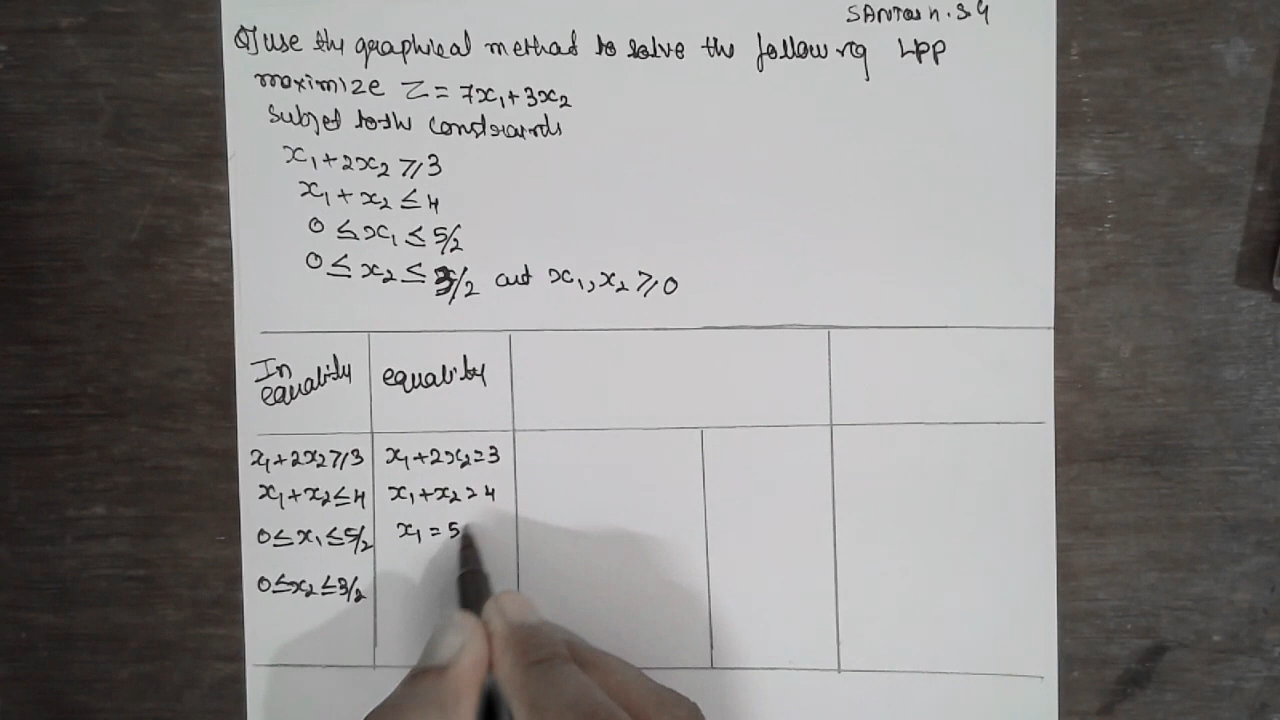 SANTOSH. S G
Q] use the graphical method to solve the following LPP
maximize Z = 7x₁ + 3x₂
Subjet to the constraints
x₁ + 2x₂ ≥ 3
x₁ + x₂ ≤ 4
0 ≤ x₁ ≤ 5/2
0 ≤ x₂ ≤ 3/2 and x₁, x₂ ≥ 0
In equality
equality
x₁ + 2x₂ ≥ 3
x₁ + 2x₂ = 3
x₁ + x₂ ≤ 4
x₁ + x₂ = 4
0 ≤ x₁ ≤ 5/2
x₁ = 5
0 ≤ x₂ ≤ 3/2